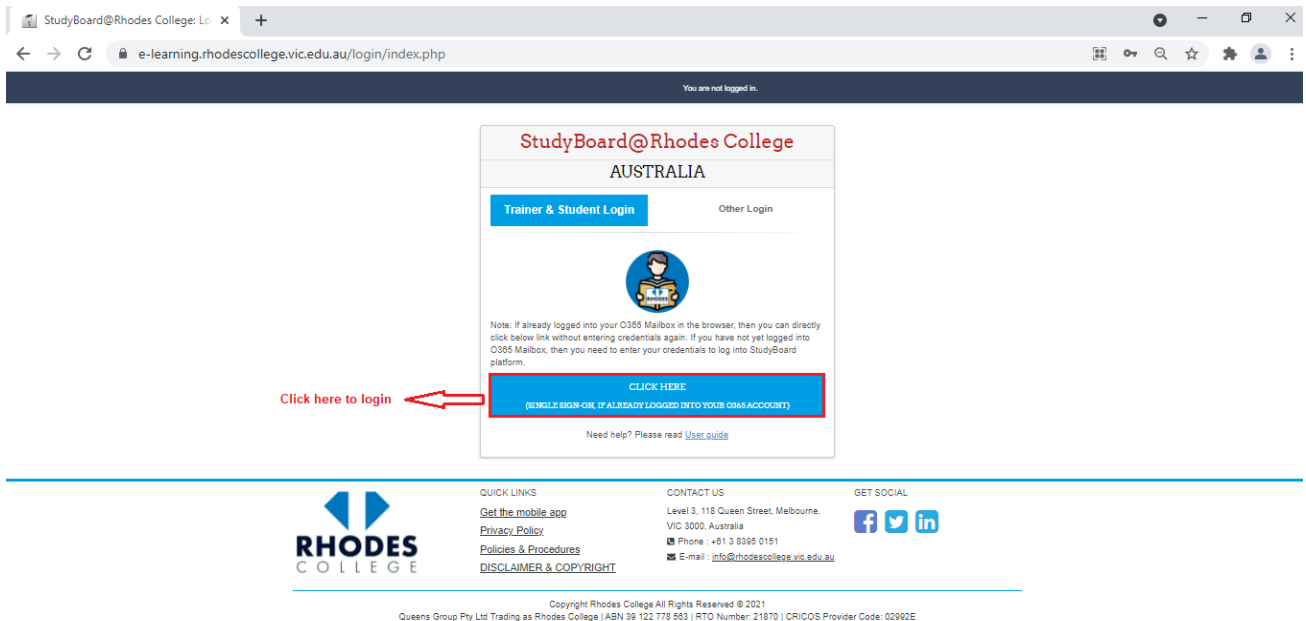 StudyBoard@Rhodes College: Lo
e-learning.rhodescollege.vic.edu.au/login/index.php
You are not logged in.
StudyBoard@Rhodes College
AUSTRALIA
Trainer & Student Login
Other Login
RHODES
Note: If already logged into your O365 Mailbox in the browser, then you can directly
click below link without entering credentials again. If you have not yet logged into
O365 Mailbox, then you need to enter your credentials to log into StudyBoard
platform.
Click here to login
CLICK HERE
(SINGLE SIGN-ON, IF ALREADY LOGGED INTO YOUR O365 ACCOUNT)
Need help? Please read User guide
RHODES
COLLEGE
QUICK LINKS
Get the mobile app
Privacy Policy
Policies & Procedures
DISCLAIMER & COPYRIGHT
CONTACT US
Level 3, 118 Queen Street, Melbourne,
VIC 3000, Australia
Phone : +61 3 8395 0151
E-mail : info@rhodescollege.vic.edu.au
GET SOCIAL
Copyright Rhodes College All Rights Reserved © 2021
Queens Group Pty Ltd Trading as Rhodes College | ABN 39 122 778 563 | RTO Number: 21870 | CRICOS Provider Code: 02992E